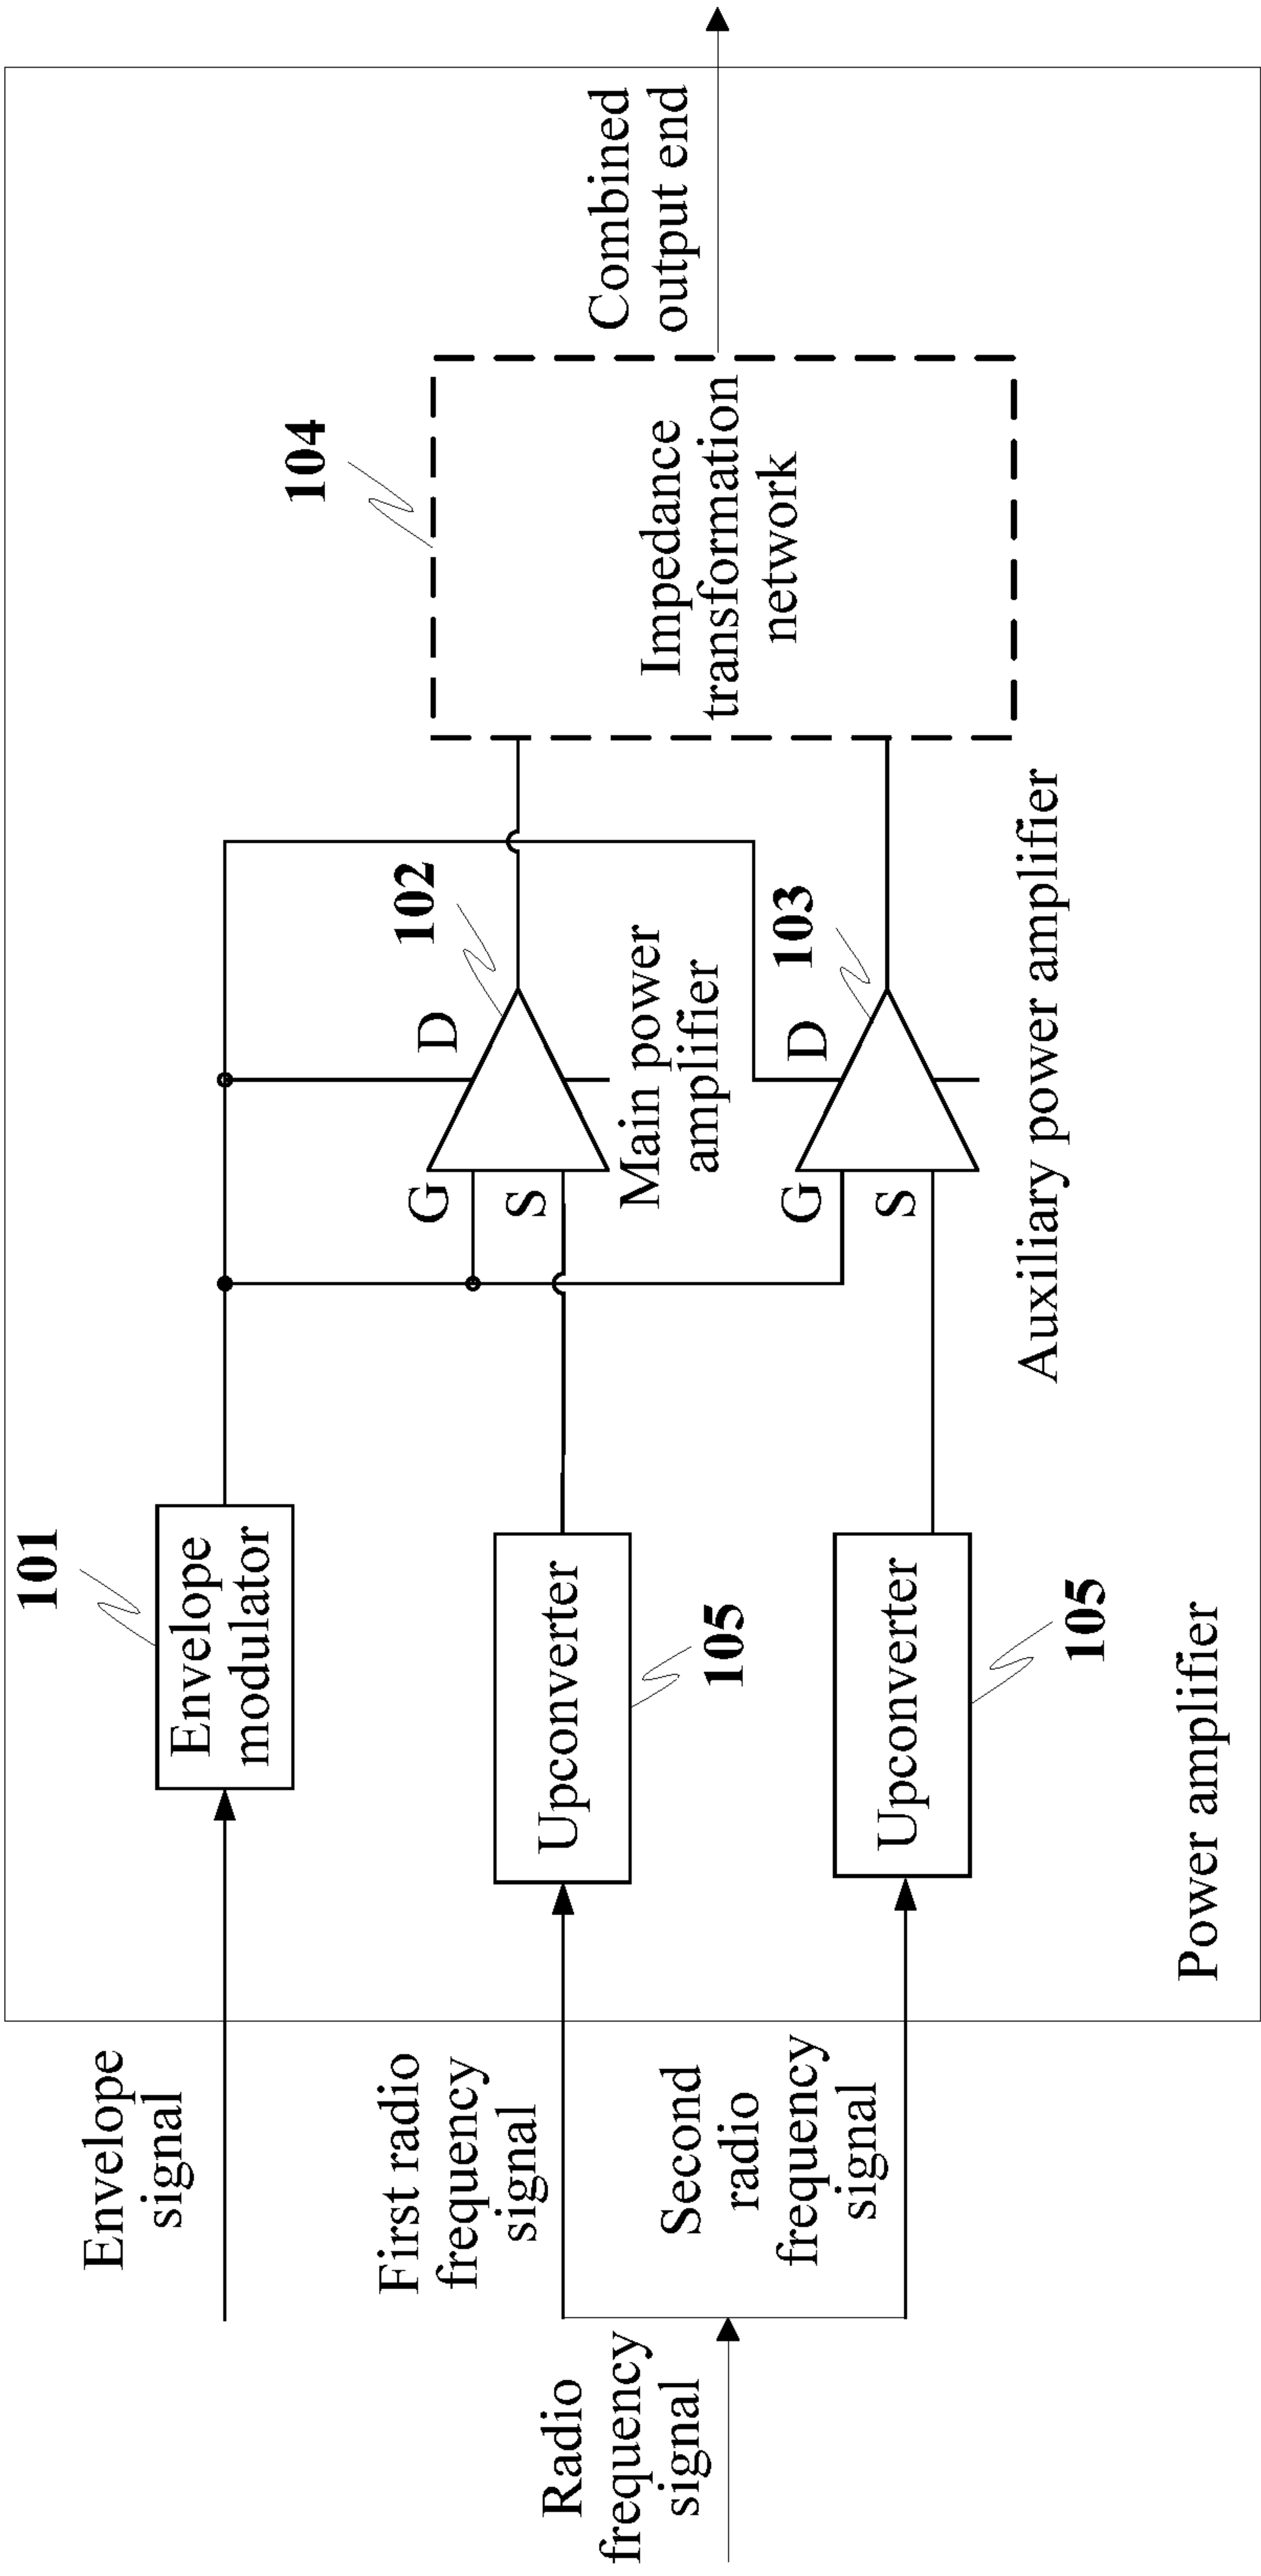 Envelope
signal
101
Envelope
modulator
First radio
frequency
signal
Radio
frequency
signal
Second
radio
frequency
signal
Upconverter
105
Upconverter
105
G
S
D
102
Main power
amplifier
G
S
D
103
Auxiliary power amplifier
104
Impedance
transformation
network
Combined
output end
Power amplifier